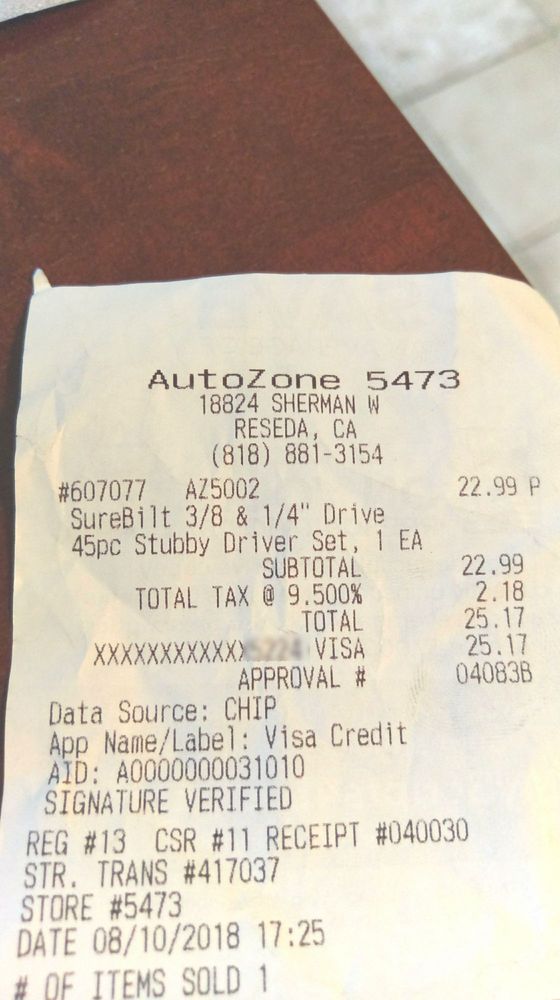 AutoZone 5473
18824 SHERMAN W
RESEDA, CA
(818) 881-3154
#607077 AZ5002 22.99 P
SureBilt 3/8 & 1/4" Drive
45pc Stubby Driver Set, 1 EA
SUBTOTAL 22.99
TOTAL TAX @ 9.500% 2.18
TOTAL 25.17
XXXXXXXXXXXX VISA 25.17
APPROVAL # 04083B
Data Source: CHIP
App Name/Label: Visa Credit
AID: A0000000031010
SIGNATURE VERIFIED
REG #13 CSR #11 RECEIPT #040030
STR. TRANS #417037
STORE #5473
DATE 08/10/2018 17:25
# OF ITEMS SOLD 1